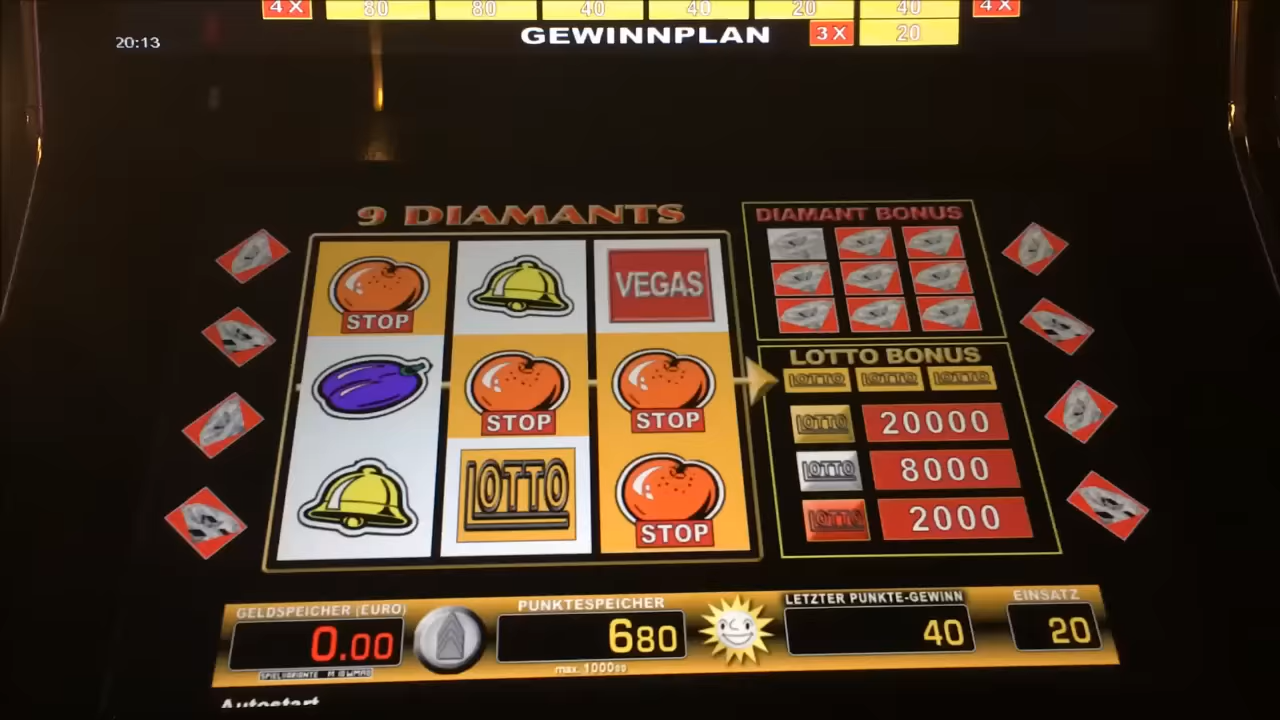 4 X 80 80 40 40 20 40 4 X
20:13
GEWINNPLAN 3 X 20
9 DIAMANTS
STOP
VEGAS
STOP
STOP
LOTTO
STOP
DIAMANT BONUS
LOTTO BONUS
LOTTO LOTTO LOTTO
LOTTO 20000
LOTTO 8000
LOTTO 2000
GELDSPEICHER (EURO)
0.00
PUNKTESPEICHER
680
max. 100000
LETZTER PUNKTE-GEWINN
40
EINSATZ
20
Autostart